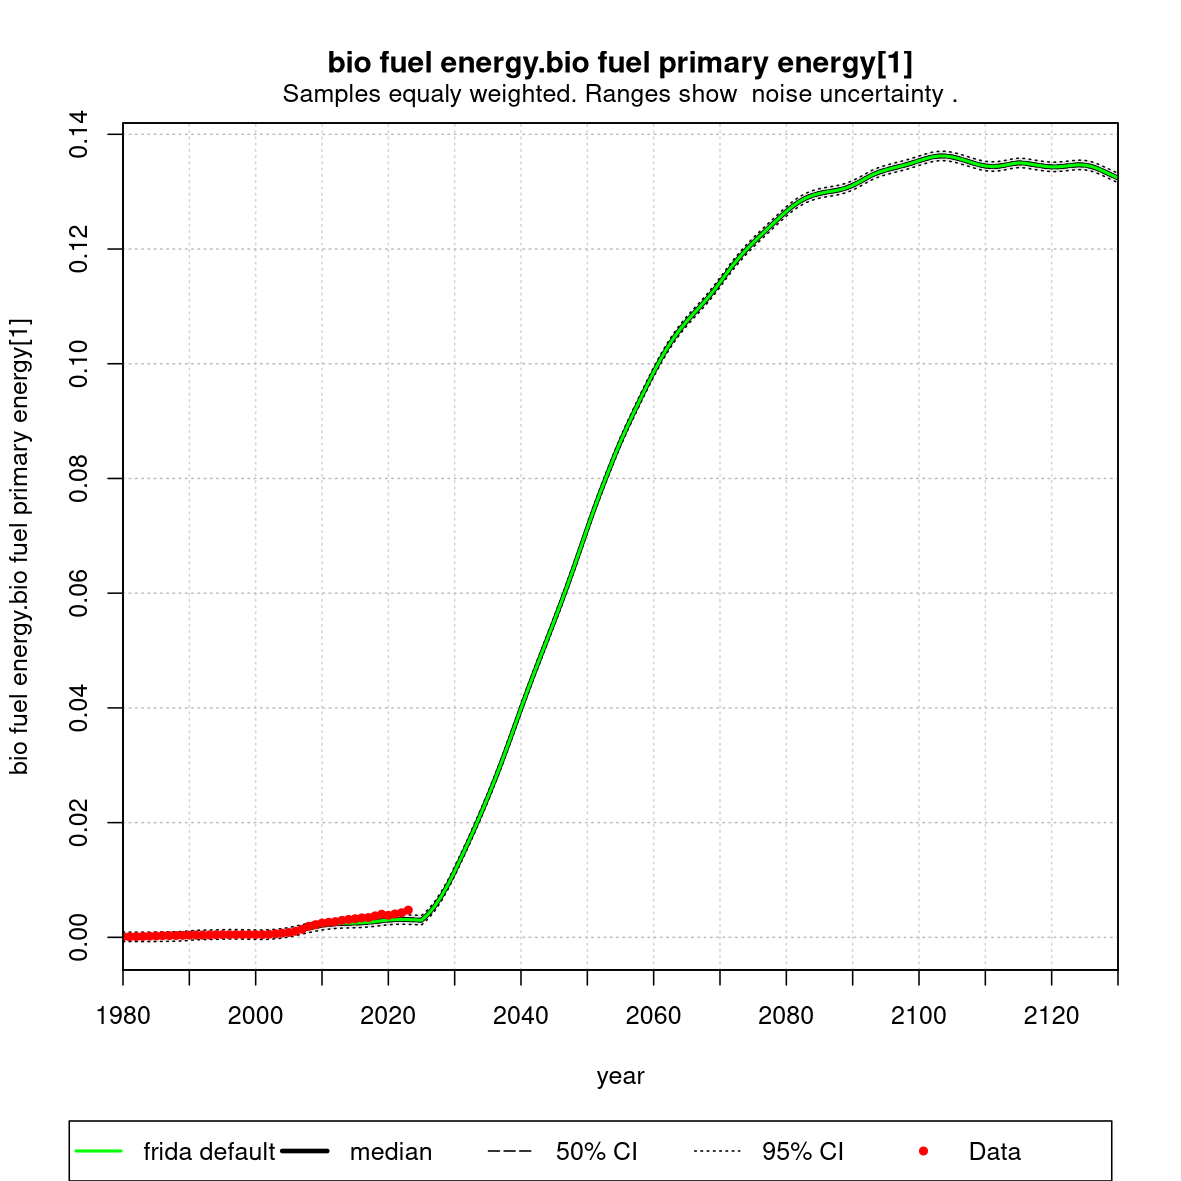 bio fuel energy.bio fuel primary energy[1]
Samples equaly weighted. Ranges show  noise uncertainty .
bio fuel energy.bio fuel primary energy[1]
0.14
0.12
0.10
0.08
0.06
0.04
0.02
0.00
1980 2000 2020 2040 2060 2080 2100 2120
year
frida default median 50% CI 95% CI Data